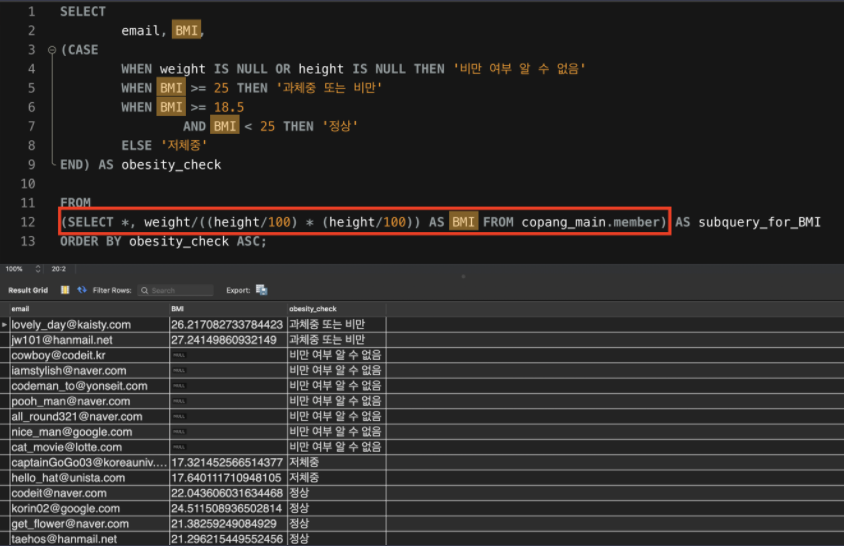 1 SELECT
2 email, BMI,
3 (CASE
4 WHEN weight IS NULL OR height IS NULL THEN '비만 여부 알 수 없음'
5 WHEN BMI >= 25 THEN '과체중 또는 비만'
6 WHEN BMI >= 18.5
7 AND BMI < 25 THEN '정상'
8 ELSE '저체중'
9 END) AS obesity_check
10
11 FROM
12 (SELECT *, weight/((height/100) * (height/100)) AS BMI FROM copang_main.member) AS subquery_for_BMI
13 ORDER BY obesity_check ASC;
100% 20:2
Result Grid Filter Rows: Search Export:
email BMI obesity_check
lovely_day@kaisty.com 26.217082733784423 과체중 또는 비만
jw101@hanmail.net 27.24149860932149 과체중 또는 비만
cowboy@codeit.kr NULL 비만 여부 알 수 없음
iamstylish@naver.com NULL 비만 여부 알 수 없음
codeman_to@yonseit.com NULL 비만 여부 알 수 없음
pooh_man@naver.com NULL 비만 여부 알 수 없음
all_round321@naver.com NULL 비만 여부 알 수 없음
nice_man@google.com NULL 비만 여부 알 수 없음
cat_movie@lotte.com NULL 비만 여부 알 수 없음
captainGoGo03@koreauniv.... 17.321452566514377 저체중
hello_hat@unista.com 17.640111710948105 저체중
codeit@naver.com 22.043606031634468 정상
korin02@google.com 24.511508936502814 정상
get_flower@naver.com 21.38259249084929 정상
taehos@hanmail.net 21.296215449552456 정상